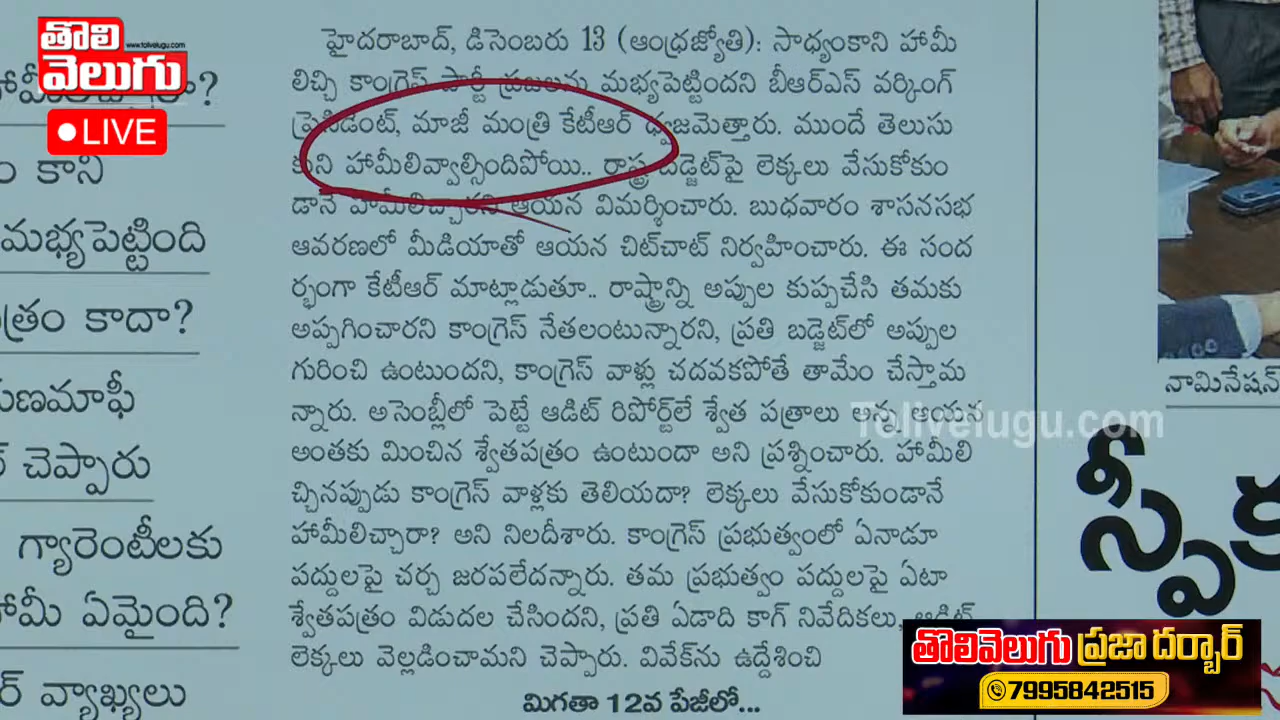 తొలి
www.tolivelugu.com
వెలుగు
LIVE
ం కాని
మభ్యపెట్టింది
త్రం కాదా?
ణమాఫీ
ర్ చెప్పారు
గ్యారెంటీలకు
హామీ ఏమైంది?
ర్ వ్యాఖ్యలు
హైదరాబాద్, డిసెంబరు 13 (ఆంధ్రజ్యోతి): సాధ్యంకాని హామీ
లిచ్చి కాంగ్రెస్ పార్టీ ప్రజలను మభ్యపెట్టిందని బీఆర్ఎస్ వర్కింగ్
ప్రెసిడెంట్, మాజీ మంత్రి కేటీఆర్ ధ్వజమెత్తారు. ముందే తెలుసు
కుని హామీలివ్వాల్సిందిపోయి.. రాష్ట్ర బడ్జెట్‌పై లెక్కలు వేసుకోకుం
డానే హామీలిచ్చారని ఆయన విమర్శించారు. బుధవారం శాసనసభ
ఆవరణలో మీడియాతో ఆయన చిట్‌చాట్ నిర్వహించారు. ఈ సంద
ర్భంగా కేటీఆర్ మాట్లాడుతూ.. రాష్ట్రాన్ని అప్పుల కుప్పచేసి తమకు
అప్పగించారని కాంగ్రెస్ నేతలంటున్నారని, ప్రతి బడ్జెట్‌లో అప్పుల
గురించి ఉంటుందని, కాంగ్రెస్ వాళ్లు చదవకపోతే తామేం చేస్తామ
న్నారు. అసెంబ్లీలో పెట్టే ఆడిట్ రిపోర్ట్‌లే శ్వేత పత్రాలు అన్న ఆయన
అంతకు మించిన శ్వేతపత్రం ఉంటుందా అని ప్రశ్నించారు. హామీలి
చ్చినప్పుడు కాంగ్రెస్ వాళ్లకు తెలియదా? లెక్కలు వేసుకోకుండానే
హామీలిచ్చారా? అని నిలదీశారు. కాంగ్రెస్ ప్రభుత్వంలో ఏనాడూ
పద్దులపై చర్చ జరపలేదన్నారు. తమ ప్రభుత్వం పద్దులపై ఏటా
శ్వేతపత్రం విడుదల చేసిందని, ప్రతి ఏడాది కాగ్ నివేదికలు, ఆడిట్
లెక్కలు వెల్లడించామని చెప్పారు. వివేక్‌ను ఉద్దేశించి
మిగతా 12వ పేజీలో...
Tolivelugu.com
నామినేషన్
స్పీక
తొలివెలుగు ప్రజా దర్బార్
7995842515